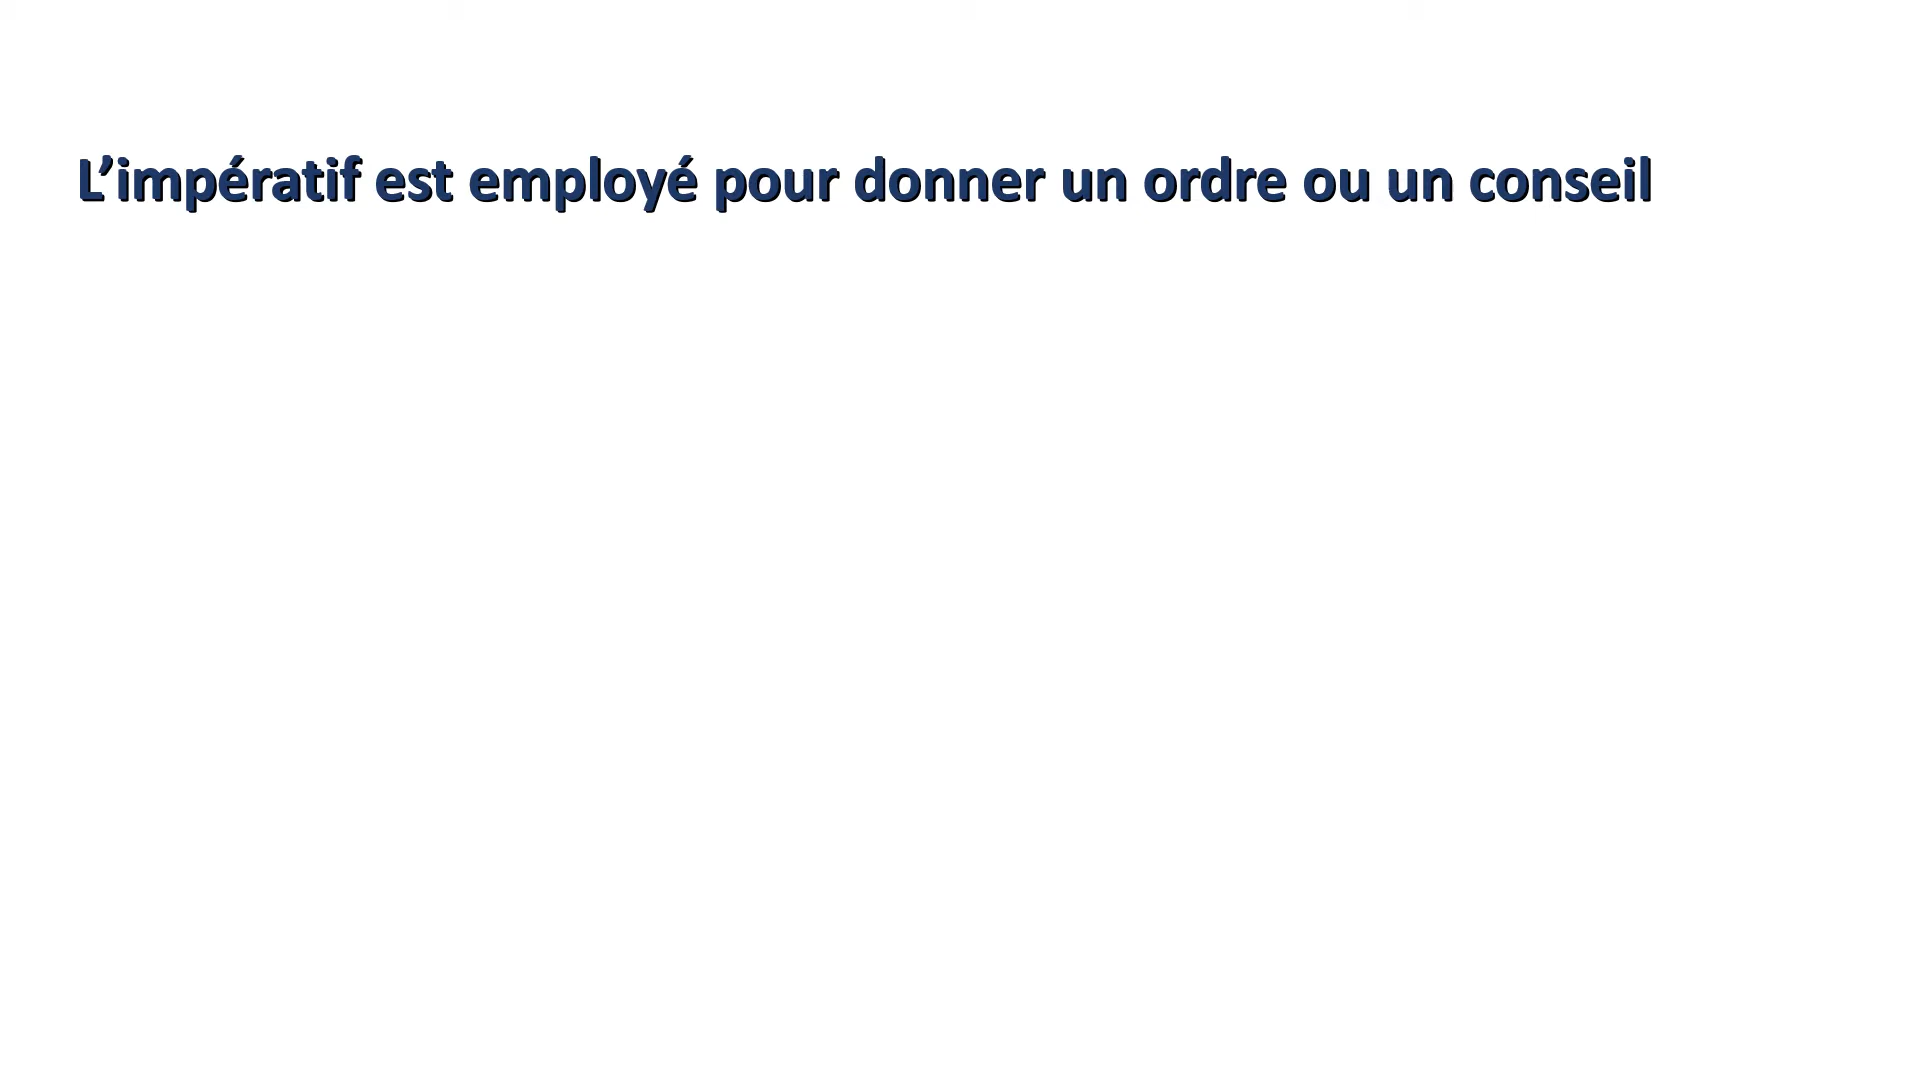 L’impératif est employé pour donner un ordre ou un conseil